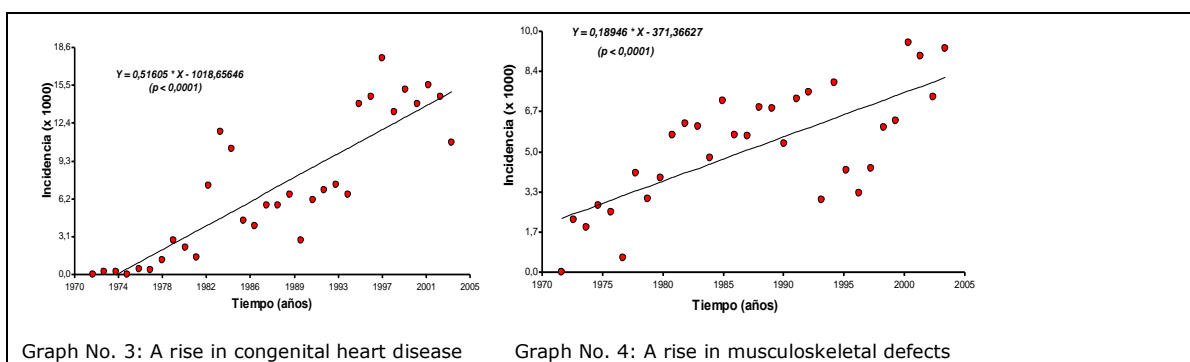 Y = 0,51605 * X - 1018,65646
(p < 0,0001)
Incidencia (x 1000)
18,6
15,5
12,4
9,3
6,2
3,1
0,0
1970 1974 1978 1982 1986 1989 1993 1997 2001 2005
Tiempo (años)
Graph No. 3: A rise in congenital heart disease
Y = 0,18946 * X - 371,36627
(p < 0,0001)
Incidencia (x 1000)
10,0
8,4
6,7
5,0
3,3
1,7
0,0
1970 1975 1980 1985 1990 1995 2000 2005
Tiempo (años)
Graph No. 4: A rise in musculoskeletal defects